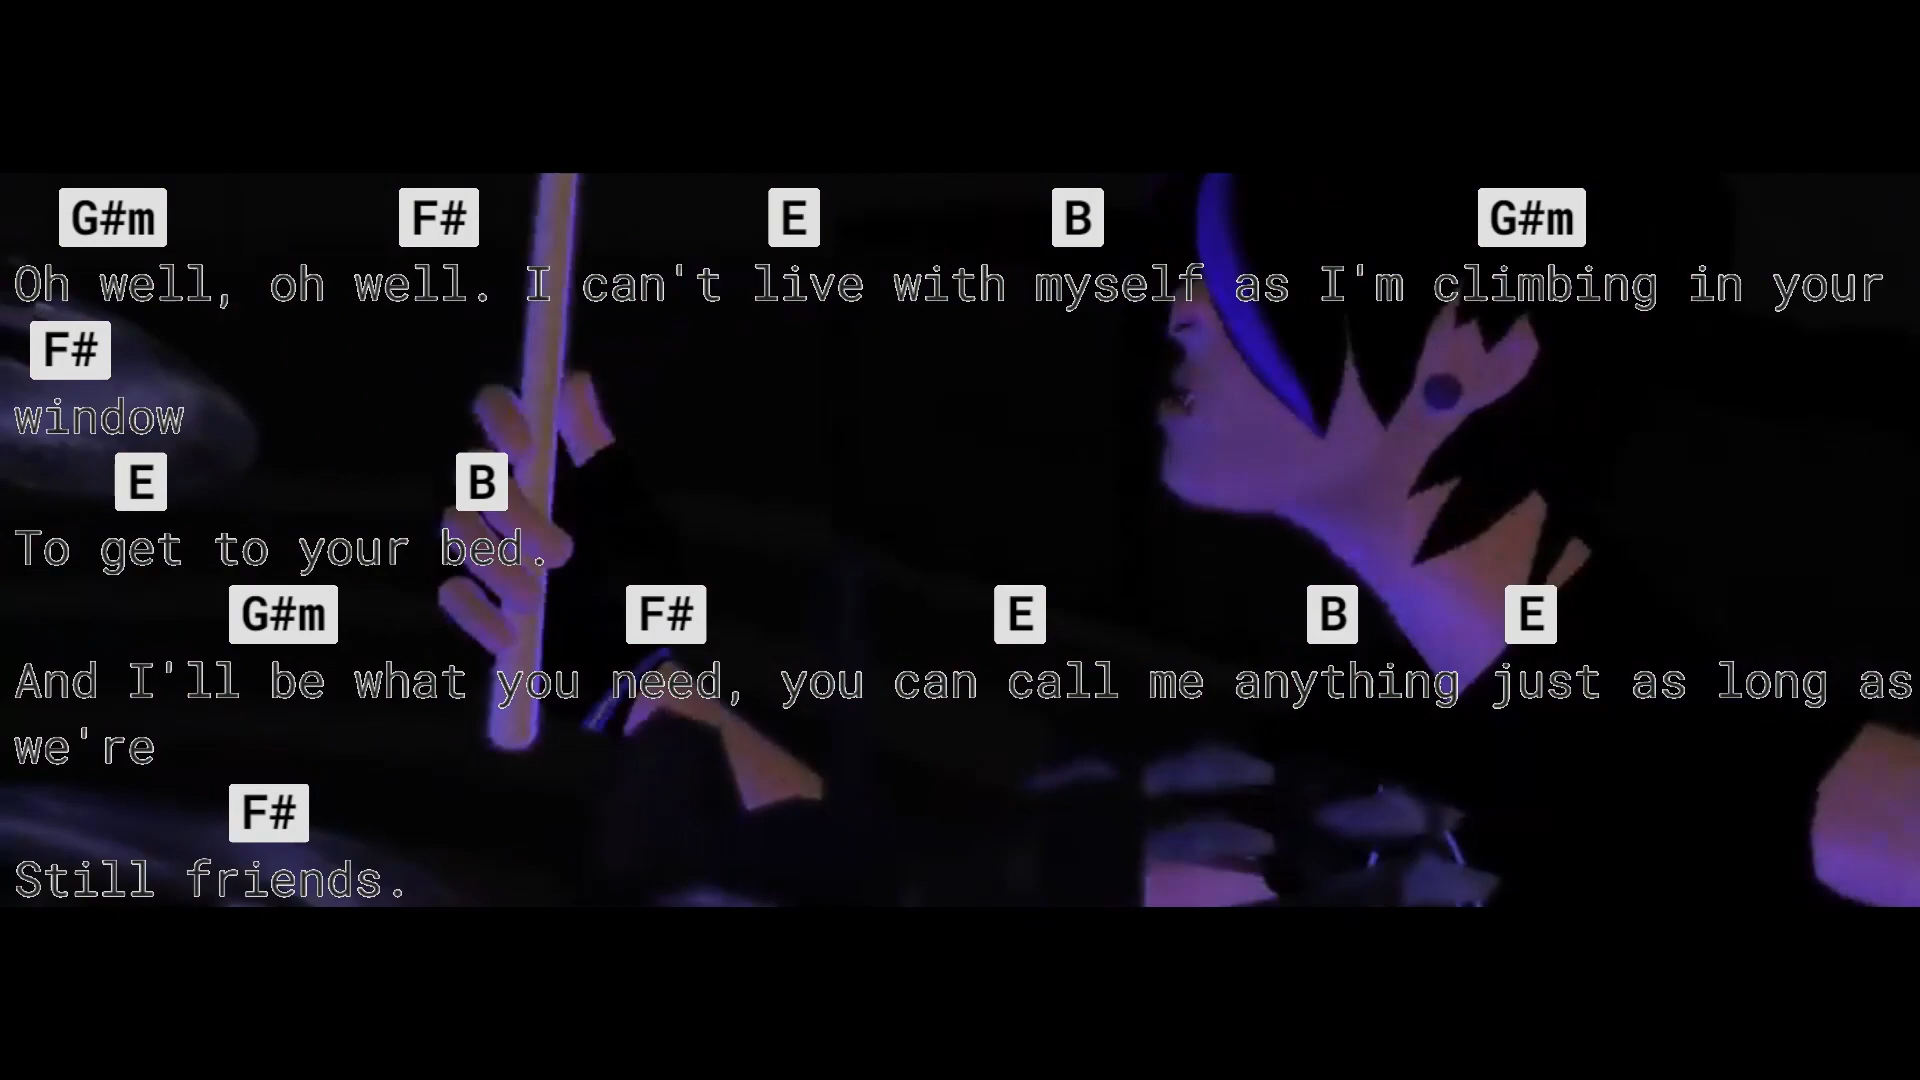 G#m F# E B G#m
Oh well, oh well. I can't live with myself as I'm climbing in your
F#
window
E B
To get to your bed.
G#m F# E B E
And I'll be what you need, you can call me anything just as long as
we're
F#
Still friends.